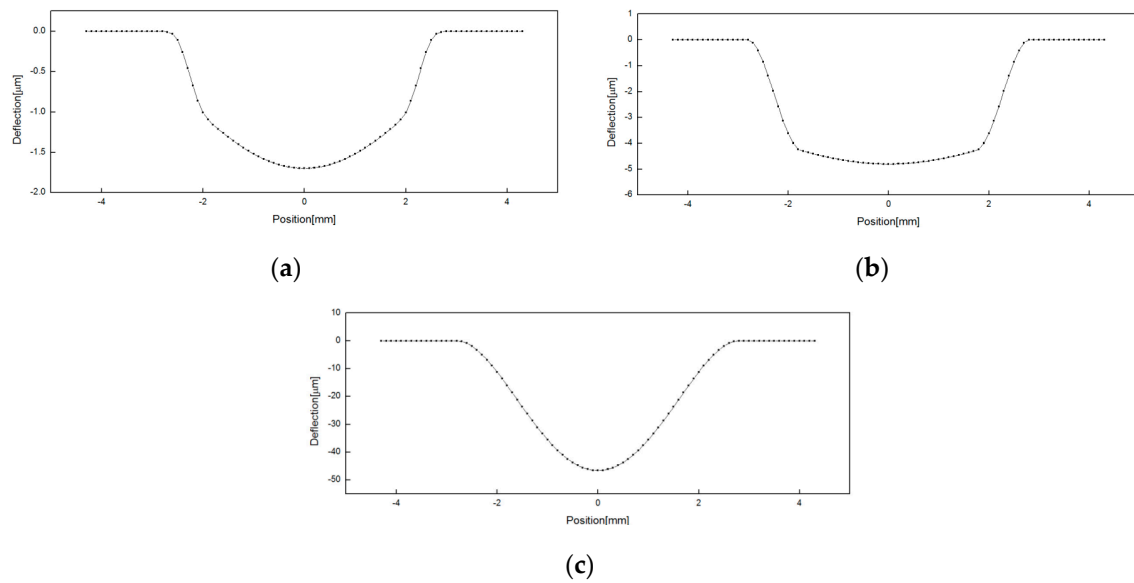 0.0
-0.5
-1.0
-1.5
-2.0
Deflection[μm]
-4 -2 0 2 4
Position[mm]
(a)
1
0
-1
-2
-3
-4
-5
-6
Deflection[μm]
-4 -2 0 2 4
Position[mm]
(b)
10
0
-10
-20
-30
-40
-50
Deflection[μm]
-4 -2 0 2 4
Position[mm]
(c)